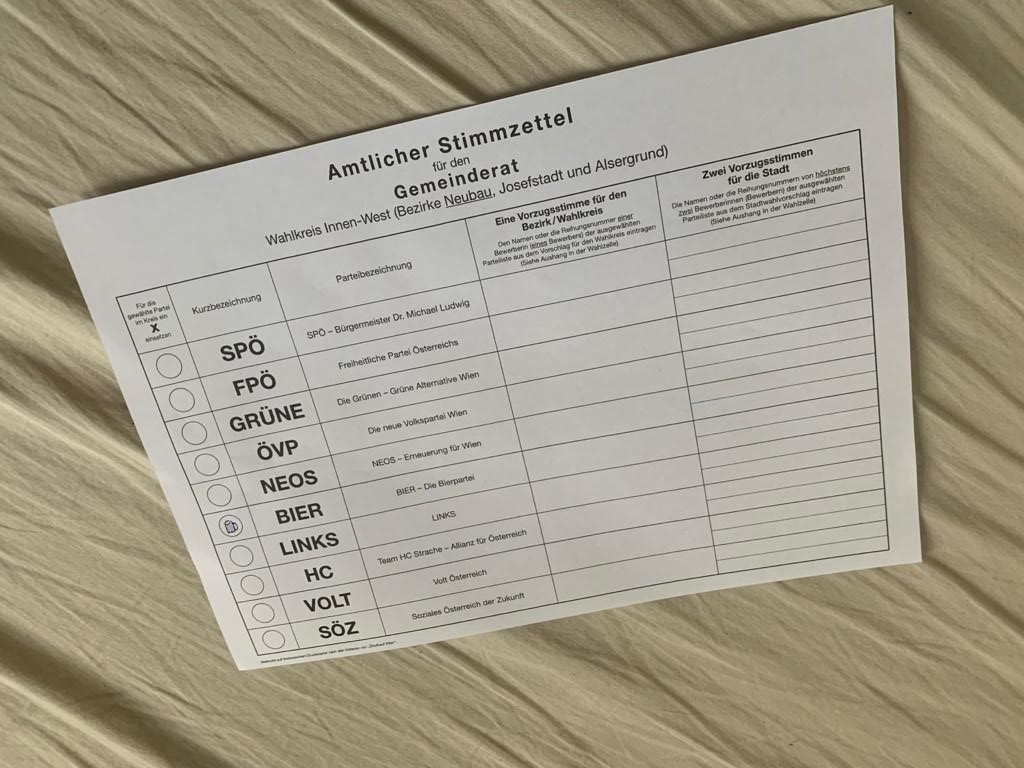 Amtlicher Stimmzettel
für den
Gemeinderat
Wahlkreis Innen-West (Bezirke Neubau, Josefstadt und Alsergrund)
Für die
gewählte Partei
im Kreis ein
X
einsetzen
Kurzbezeichnung
Parteibezeichnung
Eine Vorzugsstimme für den
Bezirk/Wahlkreis
Den Namen oder die Reihungsnummer einer
Bewerberin (eines Bewerbers) der ausgewählten
Parteiliste aus dem Vorschlag für den Wahlkreis eintragen
(Siehe Aushang in der Wahlzelle)
Zwei Vorzugsstimmen
für die Stadt
Die Namen oder die Reihungsnummern von höchstens
zwei Bewerberinnen (Bewerbern) der ausgewählten
Parteiliste aus dem Stadtwahlvorschlag eintragen
(Siehe Aushang in der Wahlzelle)
SPÖ SPÖ – Bürgermeister Dr. Michael Ludwig
FPÖ Freiheitliche Partei Österreichs
GRÜNE Die Grünen – Grüne Alternative Wien
ÖVP Die neue Volkspartei Wien
NEOS NEOS – Erneuerung für Wien
BIER BIER – Die Bierpartei
LINKS LINKS
HC Team HC Strache – Allianz für Österreich
VOLT Volt Österreich
SÖZ Soziales Österreich der Zukunft